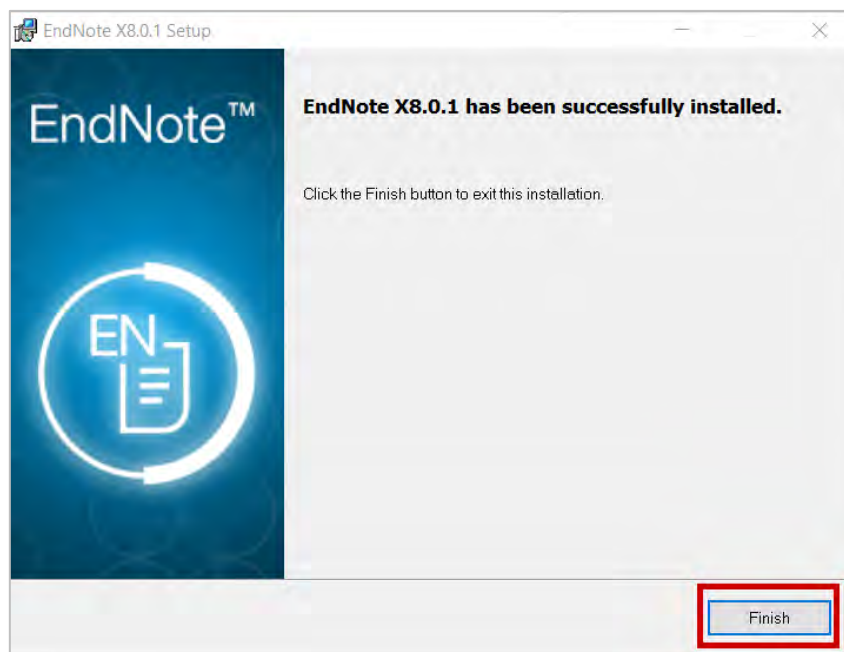 EndNote X8.0.1 Setup
EndNote™
EndNote X8.0.1 has been successfully installed.
Click the Finish button to exit this installation.
EN
Finish